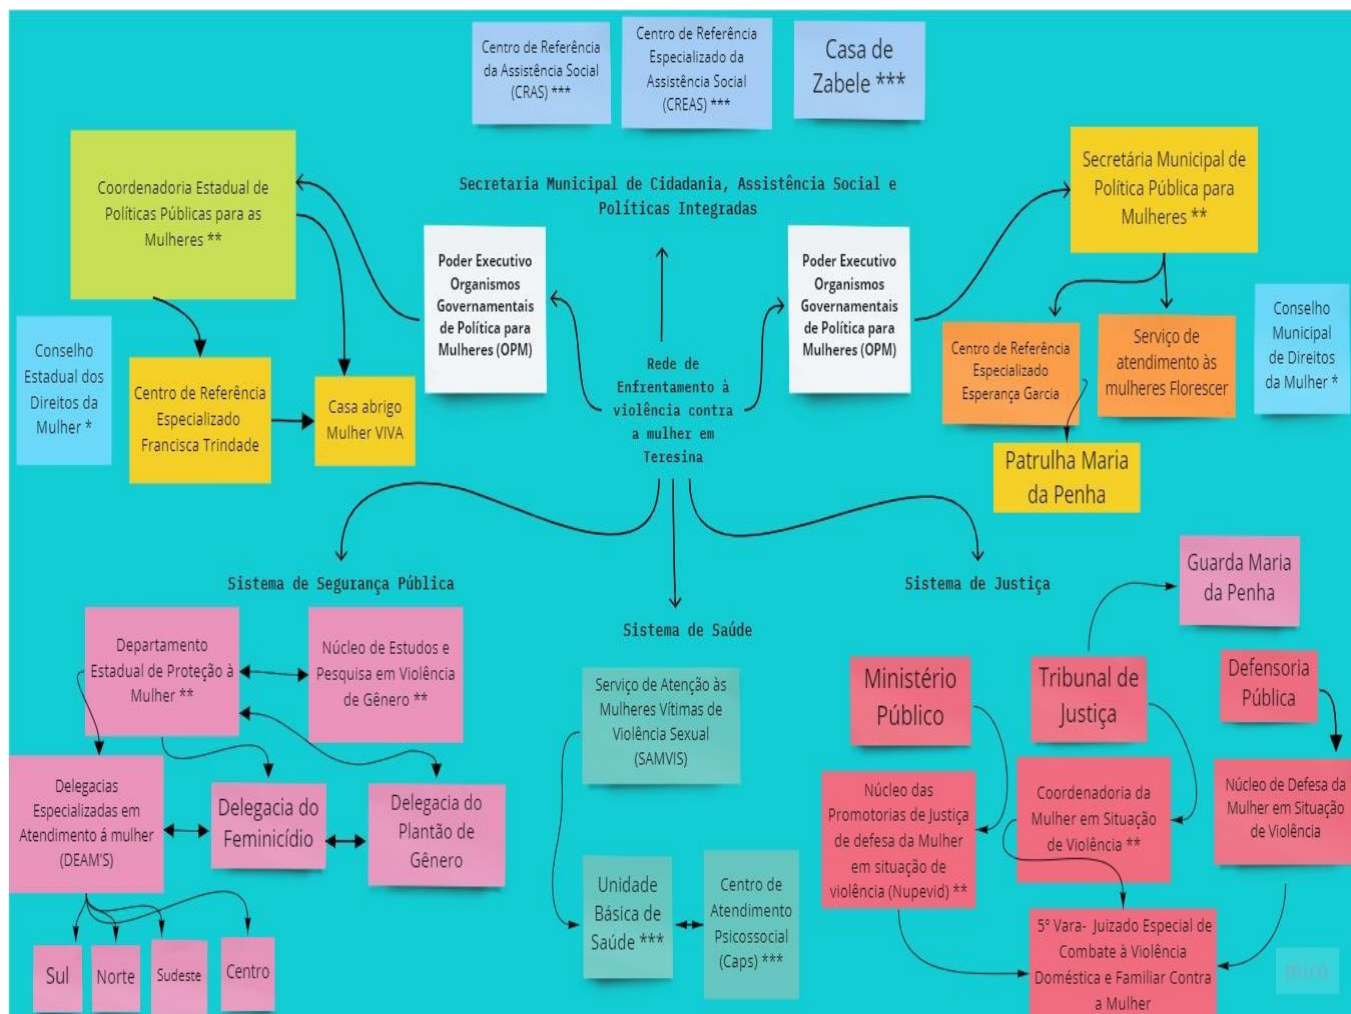 Centro de Referência
da Assistência Social
(CRAS) ***
Centro de Referência
Especializado da
Assistência Social
(CREAS) ***
Casa de
Zabele ***
Coordenadoria Estadual de
Políticas Públicas para as
Mulheres **
Secretaria Municipal de Cidadania, Assistência Social e
Políticas Integradas
Secretária Municipal de
Política Pública para
Mulheres **
Poder Executivo
Organismos
Governamentais
de Política para
Mulheres (OPM)
Poder Executivo
Organismos
Governamentais
de Política para
Mulheres (OPM)
Conselho
Estadual dos
Direitos da
Mulher *
Centro de Referência
Especializado
Francisca Trindade
Casa abrigo
Mulher VIVA
Rede de
Enfrentamento à
violência contra
a mulher em
Teresina
Centro de Referência
Especializado
Esperança Garcia
Serviço de
atendimento às
mulheres Florescer
Conselho
Municipal
de Direitos
da Mulher *
Patrulha Maria
da Penha
Sistema de Segurança Pública
Sistema de Saúde
Sistema de Justiça
Guarda Maria
da Penha
Departamento
Estadual de Proteção à
Mulher **
Núcleo de Estudos e
Pesquisa em Violência
de Gênero **
Delegacias
Especializadas em
Atendimento á mulher
(DEAM'S)
Delegacia do
Feminicídio
Delegacia do
Plantão de
Gênero
Sul
Norte
Sudeste
Centro
Serviço de Atenção às
Mulheres Vítimas de
Violência Sexual
(SAMVIS)
Unidade
Básica de
Saúde ***
Centro de
Atendimento
Psicossocial
(Caps) ***
Ministério
Público
Tribunal de
Justiça
Defensoria
Pública
Núcleo das
Promotorias de Justiça
de defesa da Mulher
em situação de
violência (Nupevid) **
Coordenadoria da
Mulher em Situação
de Violência **
Núcleo de Defesa da
Mulher em Situação
de Violência
5º Vara- Juizado Especial de
Combate à Violência
Doméstica e Familiar Contra
a Mulher
miro